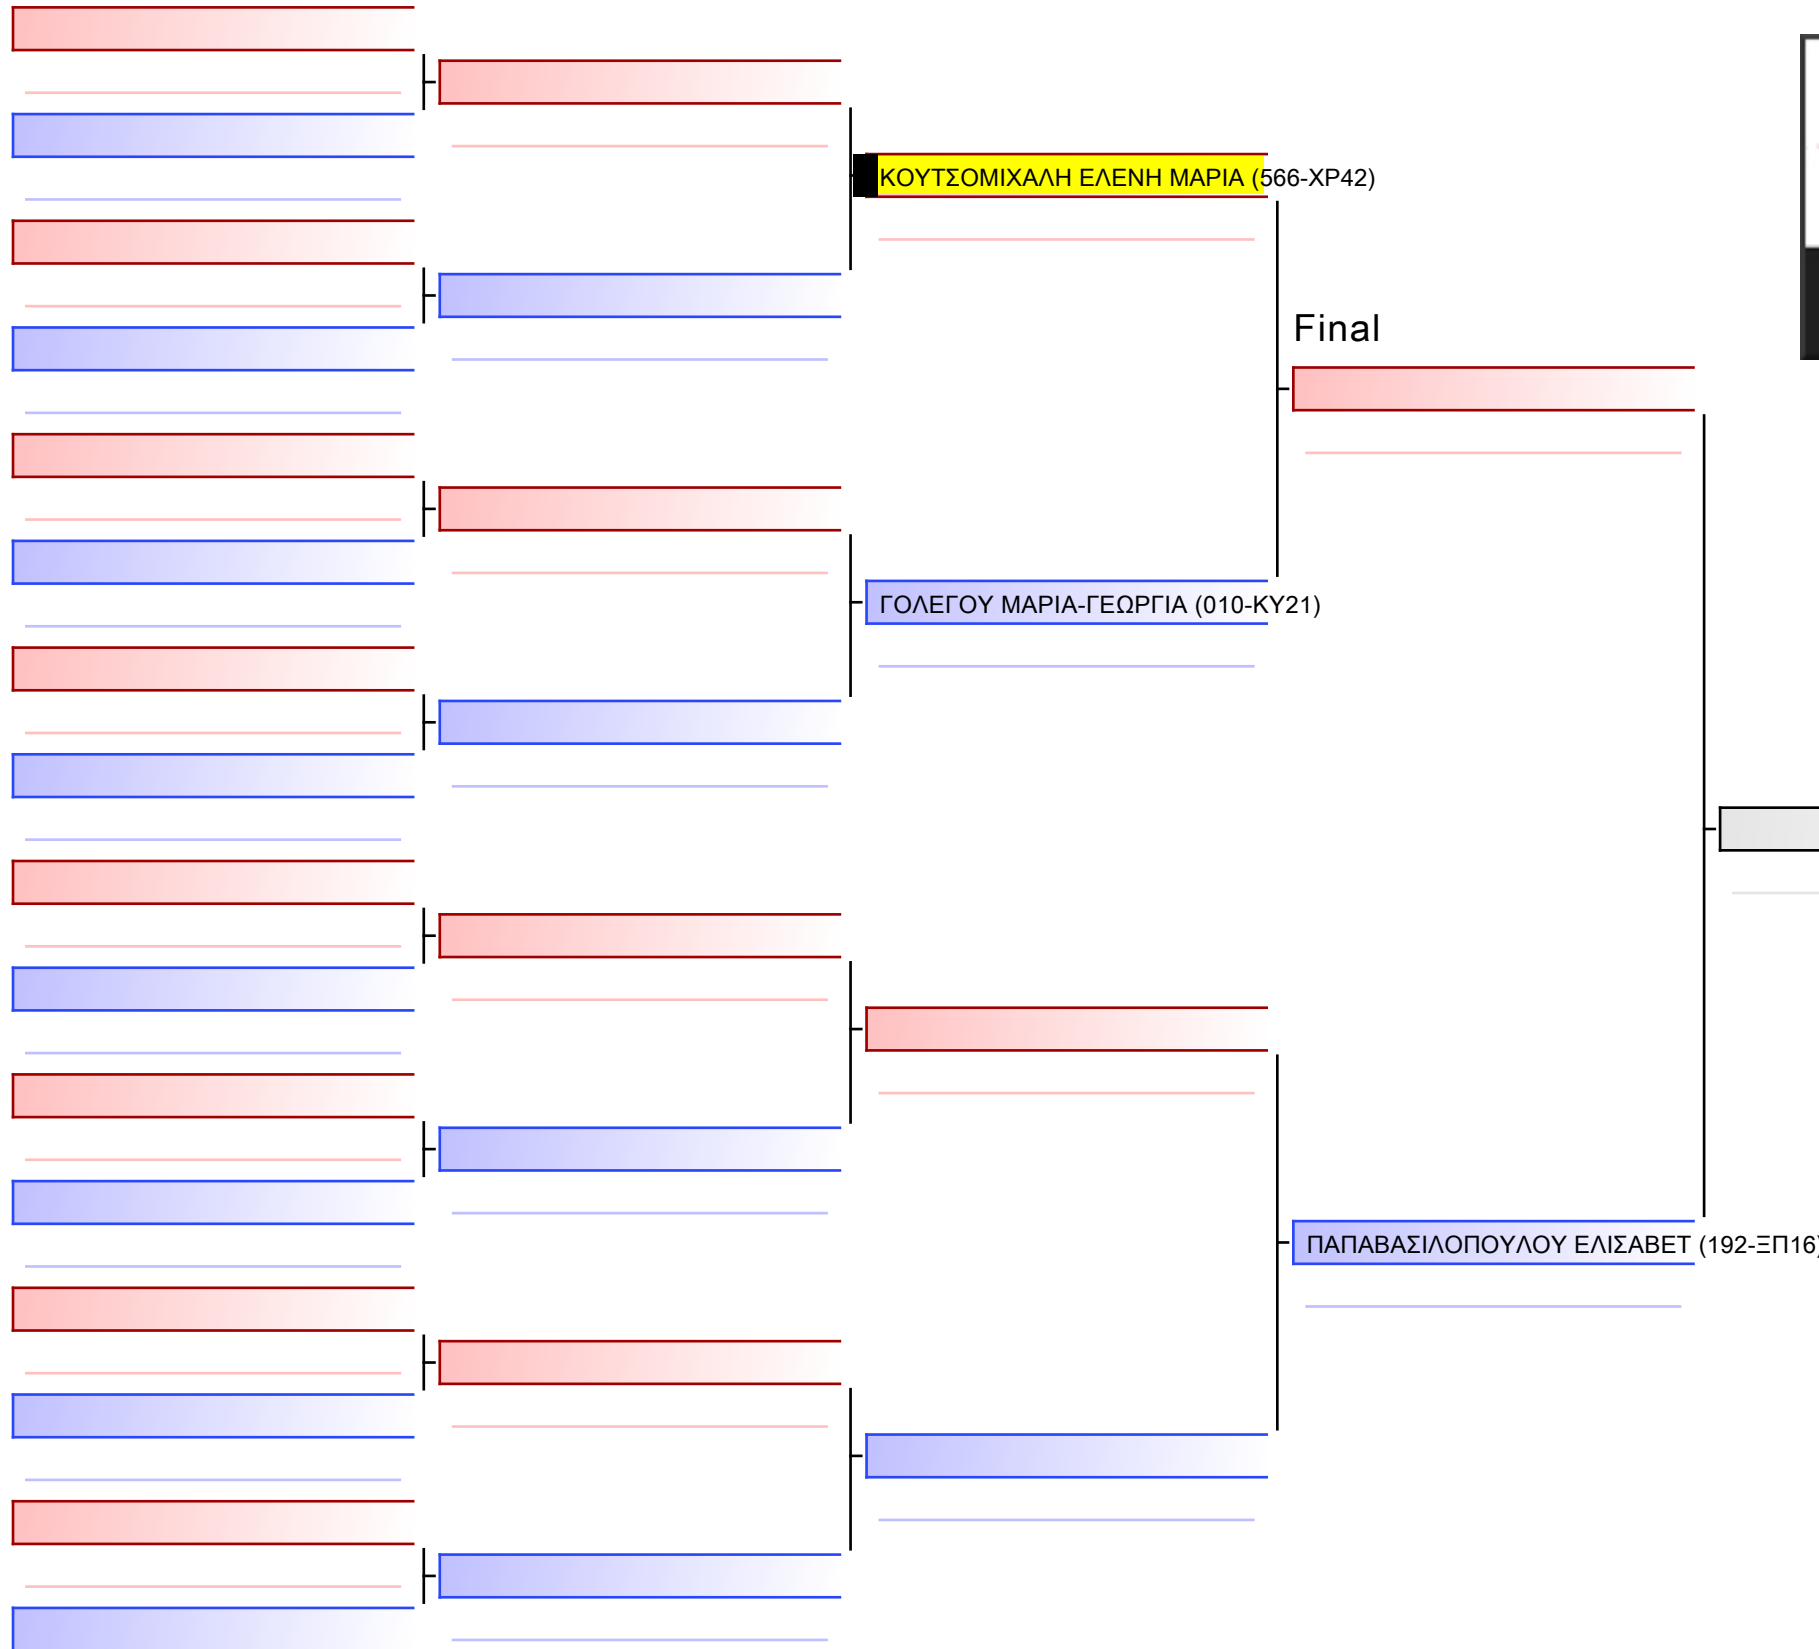 ΚΟΥΤΣΟΜΙΧΑΛΗ ΕΛΕΝΗ ΜΑΡΙΑ (566-ΧΡ42)
Final
ΓΟΛΕΓΟΥ ΜΑΡΙΑ-ΓΕΩΡΓΙΑ (010-ΚΥ21)
ΠΑΠΑΒΑΣΙΛΟΠΟΥΛΟΥ ΕΛΙΣΑΒΕΤ (192-ΞΠ16)